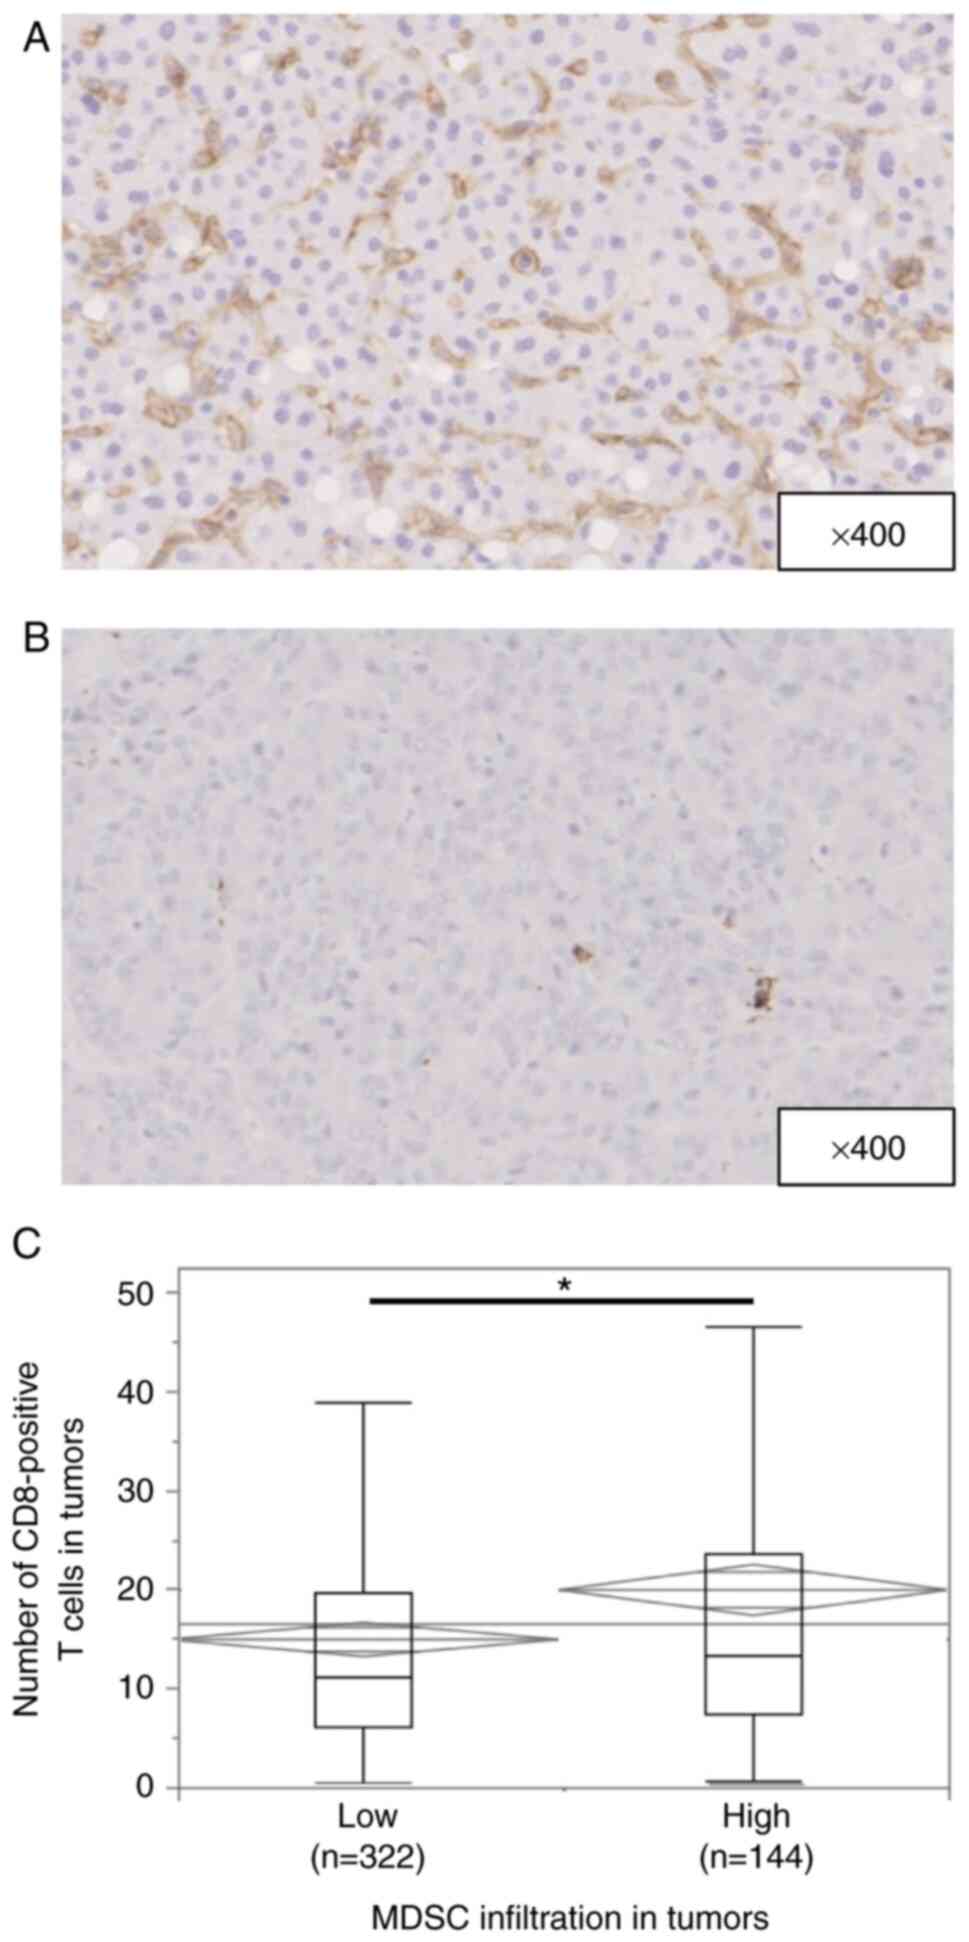 A
×400
B
×400
C
*
50
40
30
20
10
0
Number of CD8-positive
T cells in tumors
Low
High
(n=322)
(n=144)
MDSC infiltration in tumors